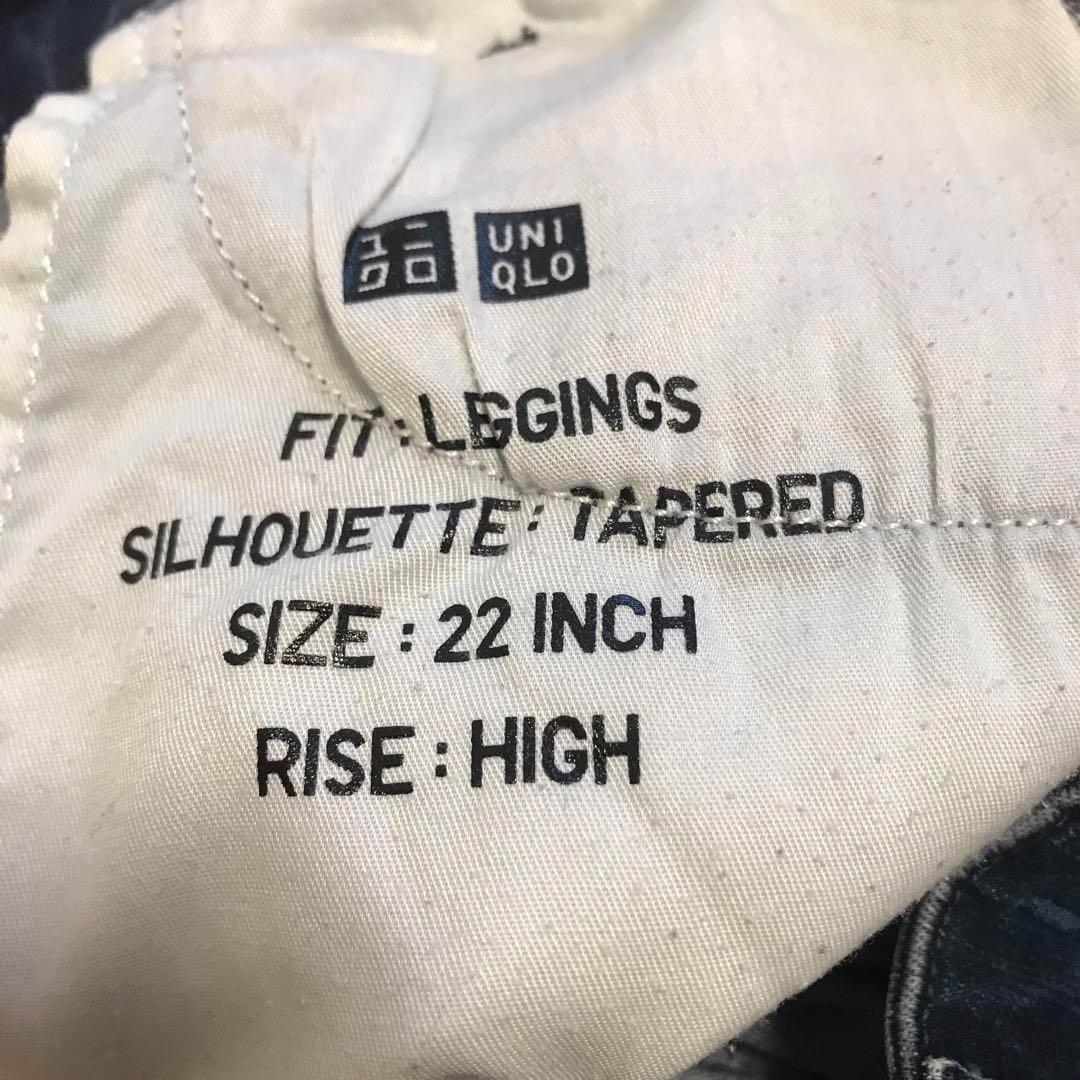 ユニ
クロ
UNI
QLO
FIT : LEGGINGS
SILHOUETTE : TAPERED
SIZE : 22 INCH
RISE : HIGH